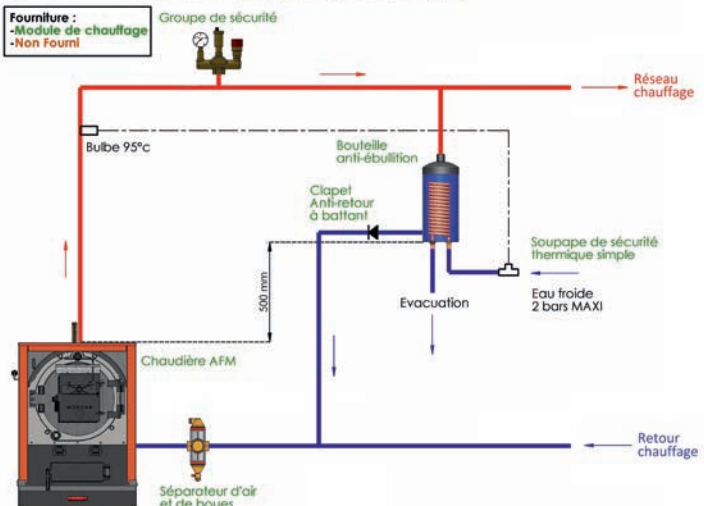 Fourniture :
-Module de chauffage
-Non Fourni
Groupe de sécurité
Réseau
chauffage
Bulbe 95°c
Bouteille
anti-ébullition
Clapet
Anti-retour
à battant
Soupape de sécurité
thermique simple
500 mm
Evacuation
Eau froide
2 bars MAXI
Chaudière AFM
Retour
chauffage
Séparateur d'air
et de boues